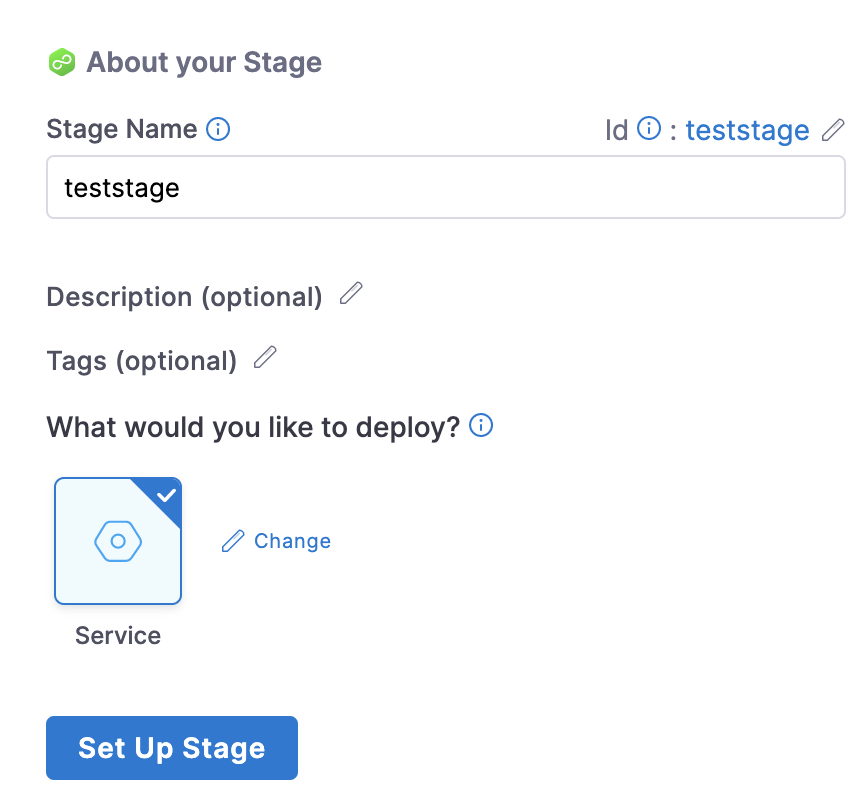 About your Stage
Stage Name
Id : teststage
teststage
Description (optional)
Tags (optional)
What would you like to deploy?
Change
Service
Set Up Stage